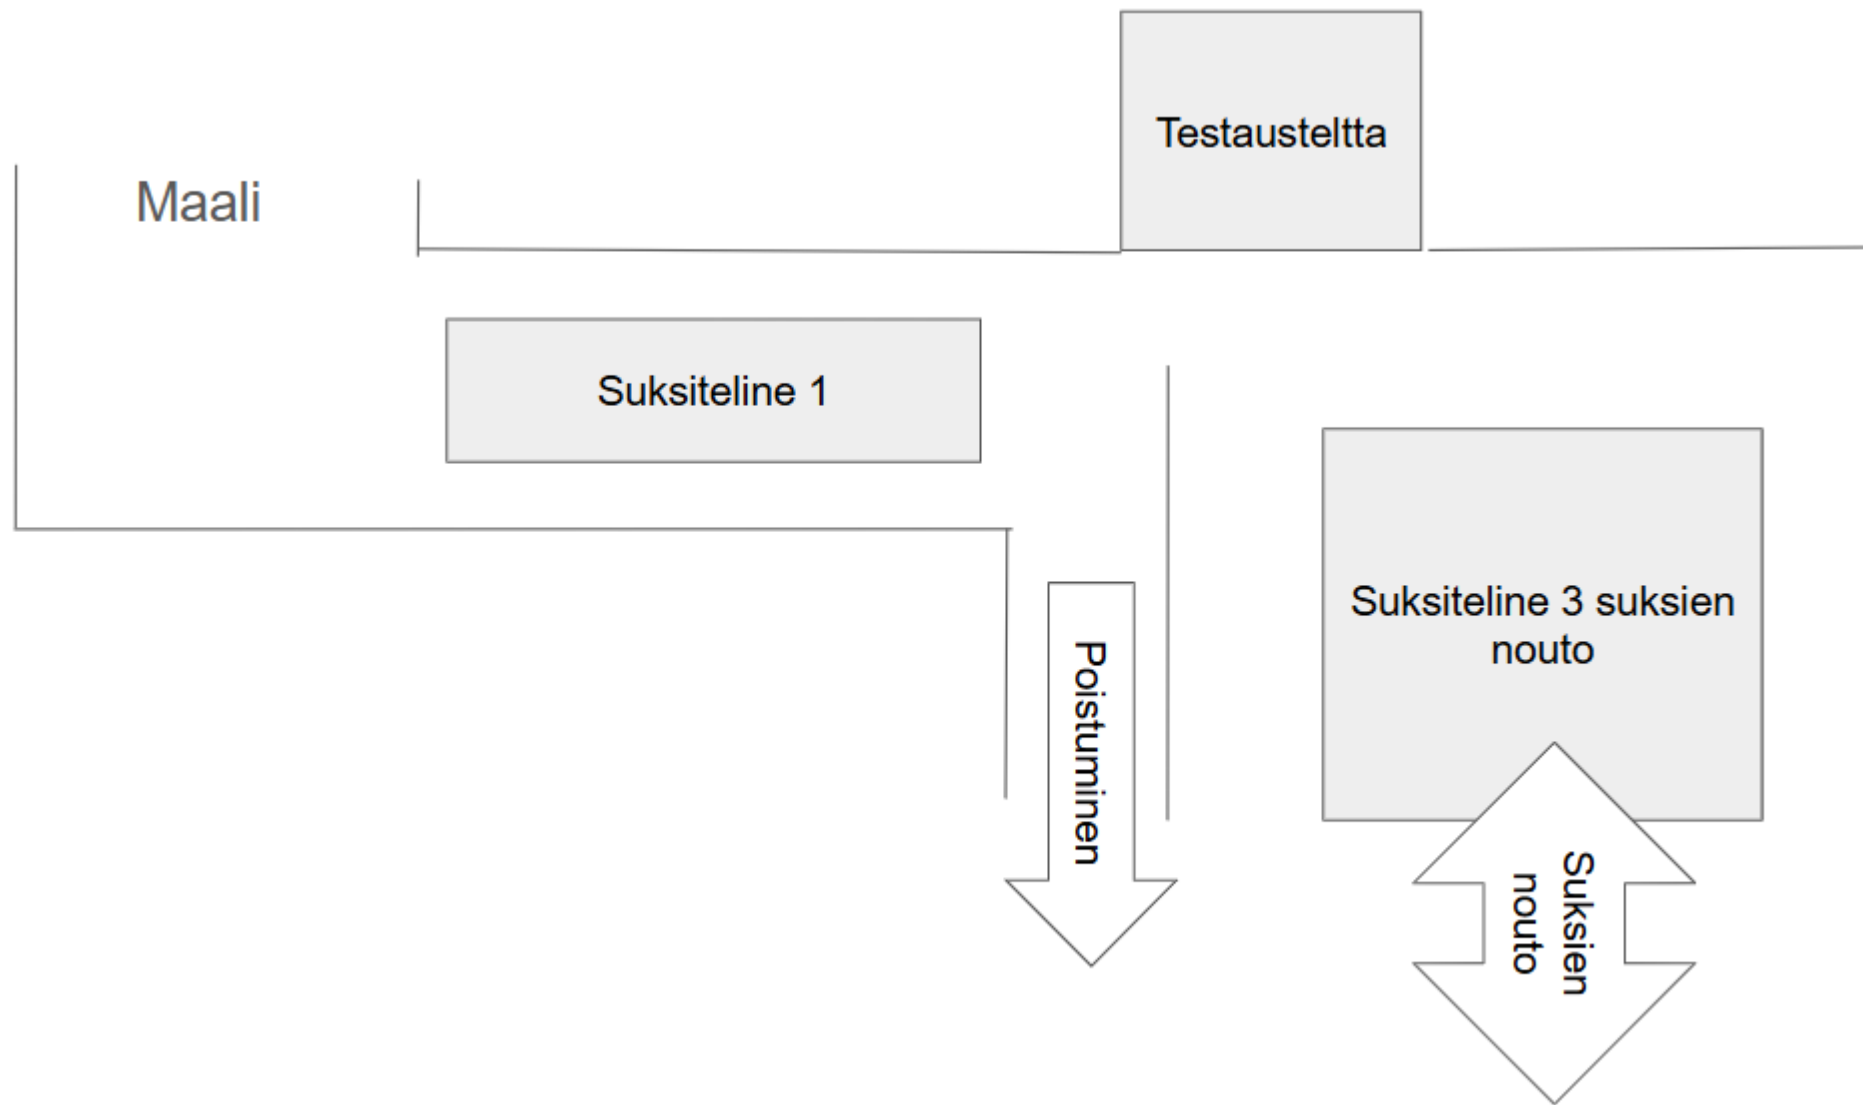 Testausteltta
Maali
Suksiteline 1
Suksiteline 3 suksien
nouto
Poistuminen
Suksien
nouto